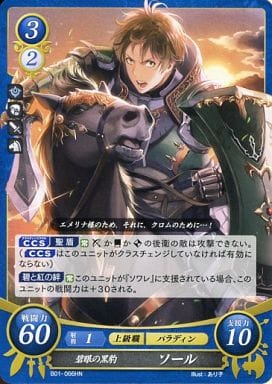 3
2
エメリナ様のため、それに、クロムのために…！
CCS 聖盾 常 か か の後衛の敵は攻撃できない。
(CCS はこのユニットがクラスチェンジしていなければ有効に
ならない)
碧と紅の絆 常 このユニットが『ソワレ』に支援されている場合、この
ユニットの戦闘力は+30される。
戦闘力
60
射程 1 上級職 パラディン
支援力
10
碧眼の黒豹 ソール
B01-066HN
Illust：あり子